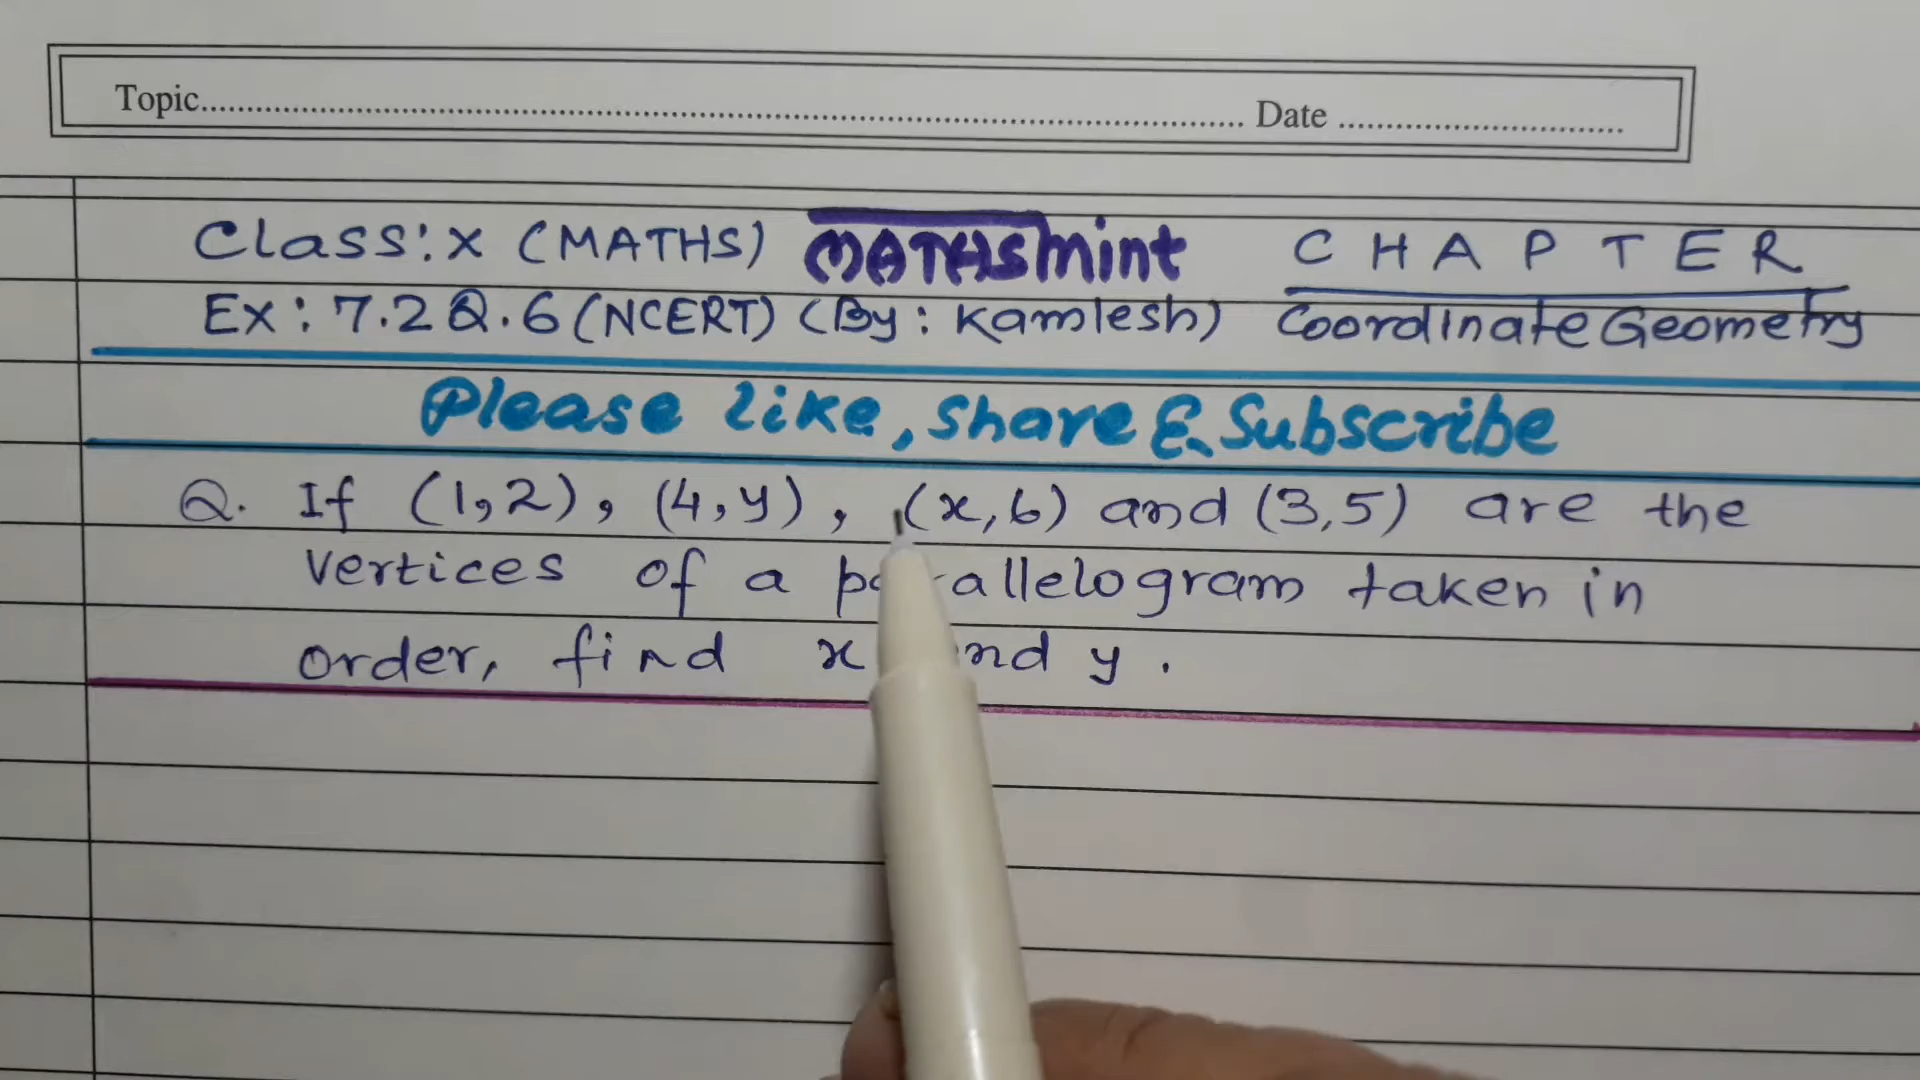 Topic.......... Date ..........
Class: X (MATHS) MATHSmint CHAPTER
Ex: 7.2 Q.6 (NCERT) (By: Kamlesh) Coordinate Geometry
Please like, Share & Subscribe
Q. If (1,2), (4,y), (x,6) and (3,5) are the
vertices of a parallelogram taken in
order, find x and y.